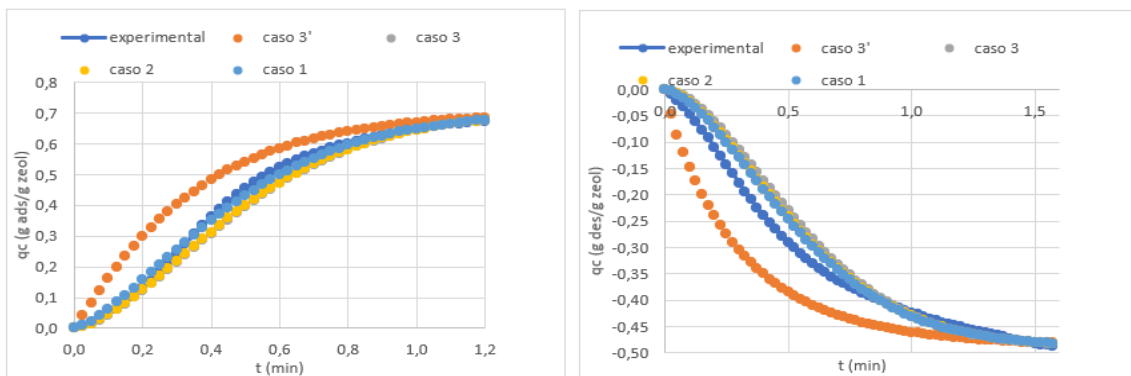 experimental caso 3' caso 3
caso 2 caso 1
0,8
0,7
0,6
0,5
0,4
0,3
0,2
0,1
0,0
qc (g ads/g zeol)
0,0 0,2 0,4 0,6 0,8 1,0 1,2
t (min)
experimental caso 3' caso 3
caso 2 caso 1
0,00
0,0 0,5 1,0 1,5
-0,05
-0,10
-0,15
-0,20
-0,25
-0,30
-0,35
-0,40
-0,45
-0,50
qc (g des/g zeol)
t (min)